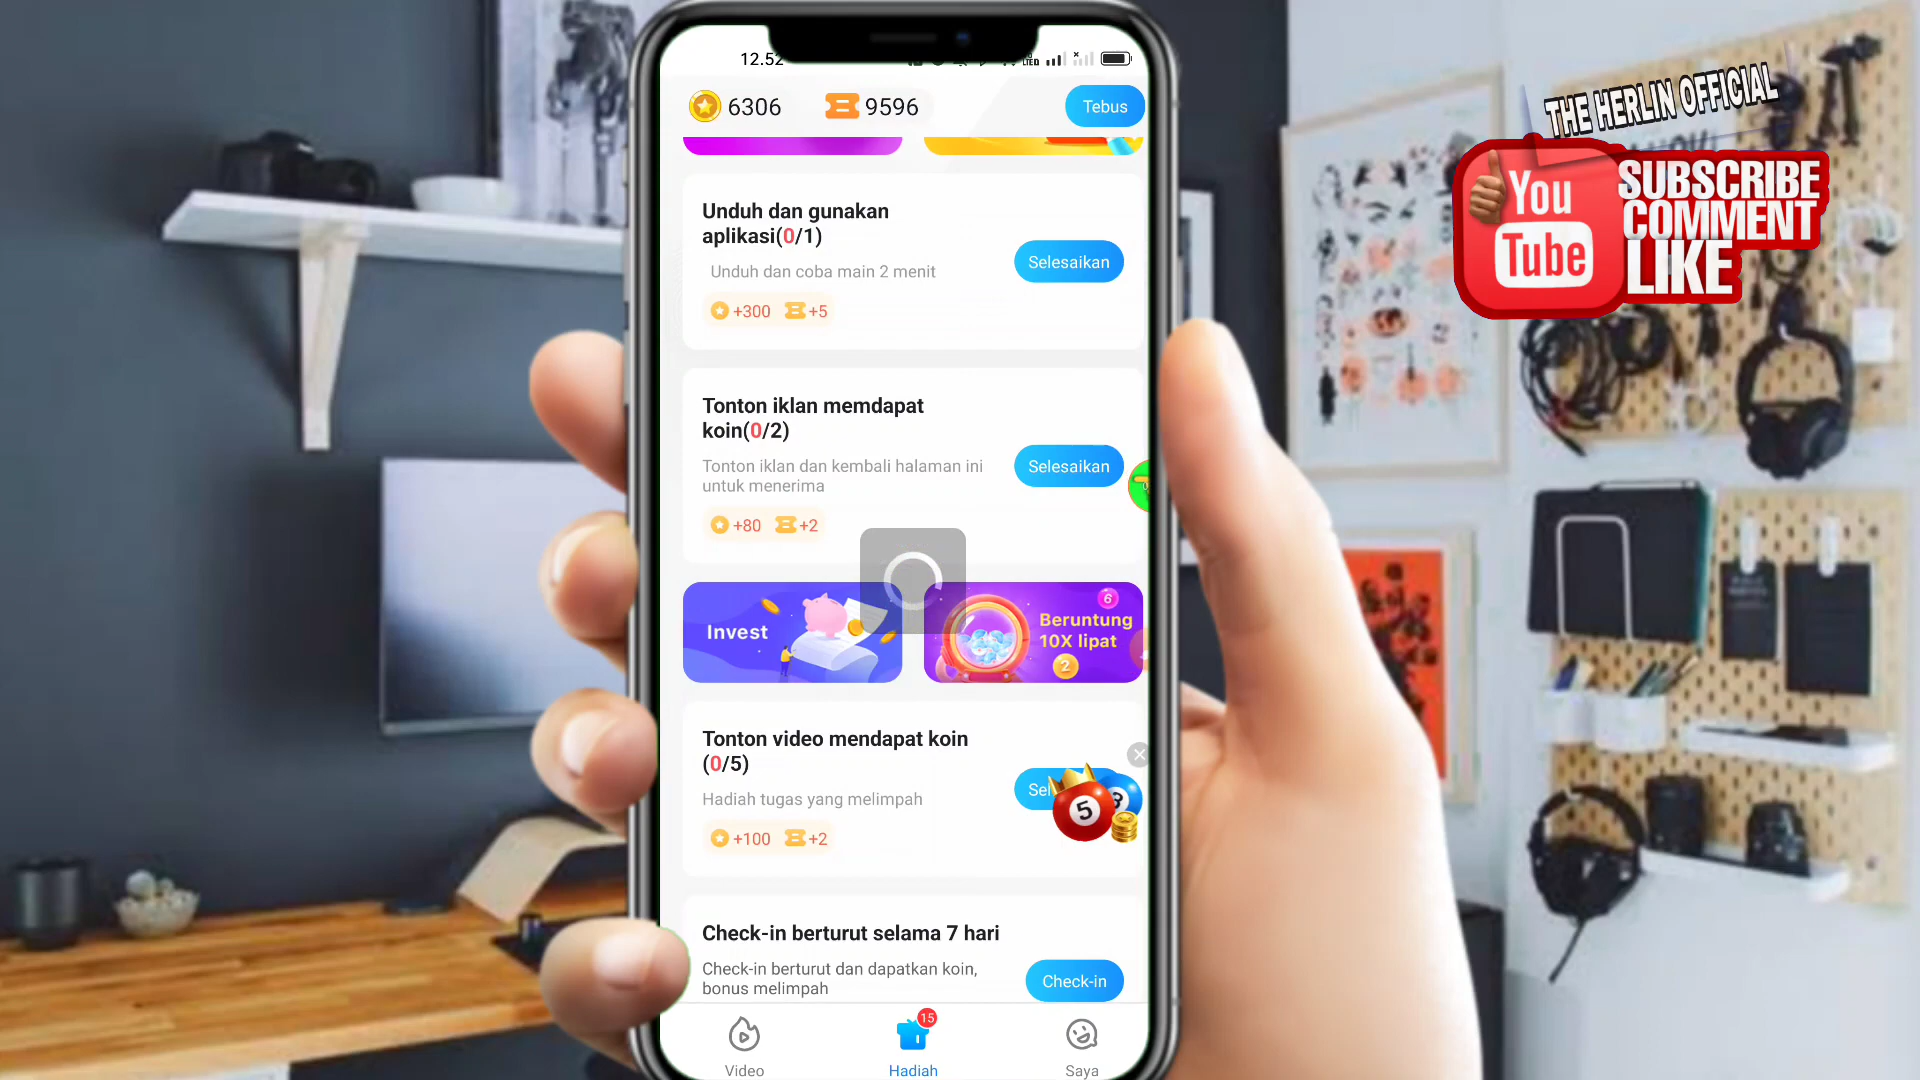 12.52
6306
9596
Tebus
Unduh dan gunakan
aplikasi(0/1)
Unduh dan coba main 2 menit
+300 +5
Selesaikan
Tonton iklan memdapat
koin(0/2)
Tonton iklan dan kembali halaman ini
untuk menerima
+80 +2
Selesaikan
Invest
6
Beruntung
10X lipat
2
Tonton video mendapat koin
(0/5)
Hadiah tugas yang melimpah
+100 +2
Sel
5
Check-in berturut selama 7 hari
Check-in berturut dan dapatkan koin,
bonus melimpah
Check-in
15
Video
Hadiah
Saya
THE HERLIN OFFICIAL
You
Tube
SUBSCRIBE
COMMENT
LIKE